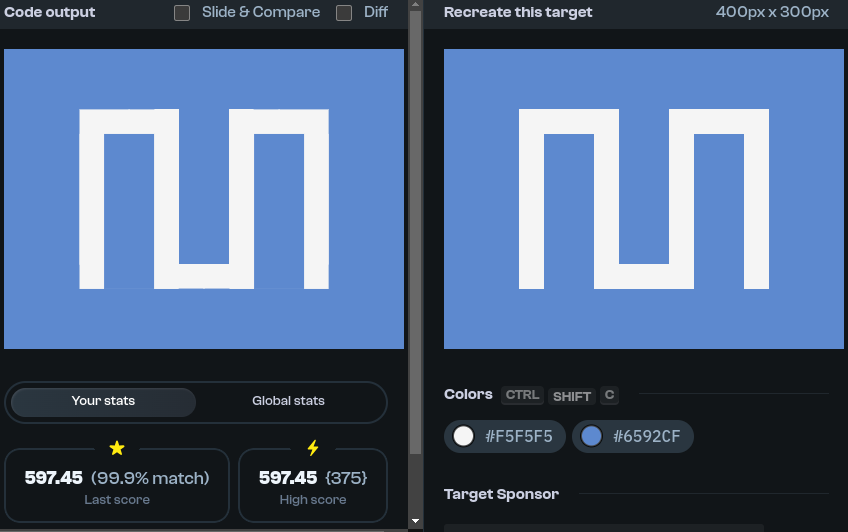 Code output
Slide & Compare
Diff
Recreate this target
400px x 300px
Your stats
Global stats
597.45 (99.9% match)
Last score
597.45 {375}
High score
Colors CTRL SHIFT C
#F5F5F5
#6592CF
Target Sponsor